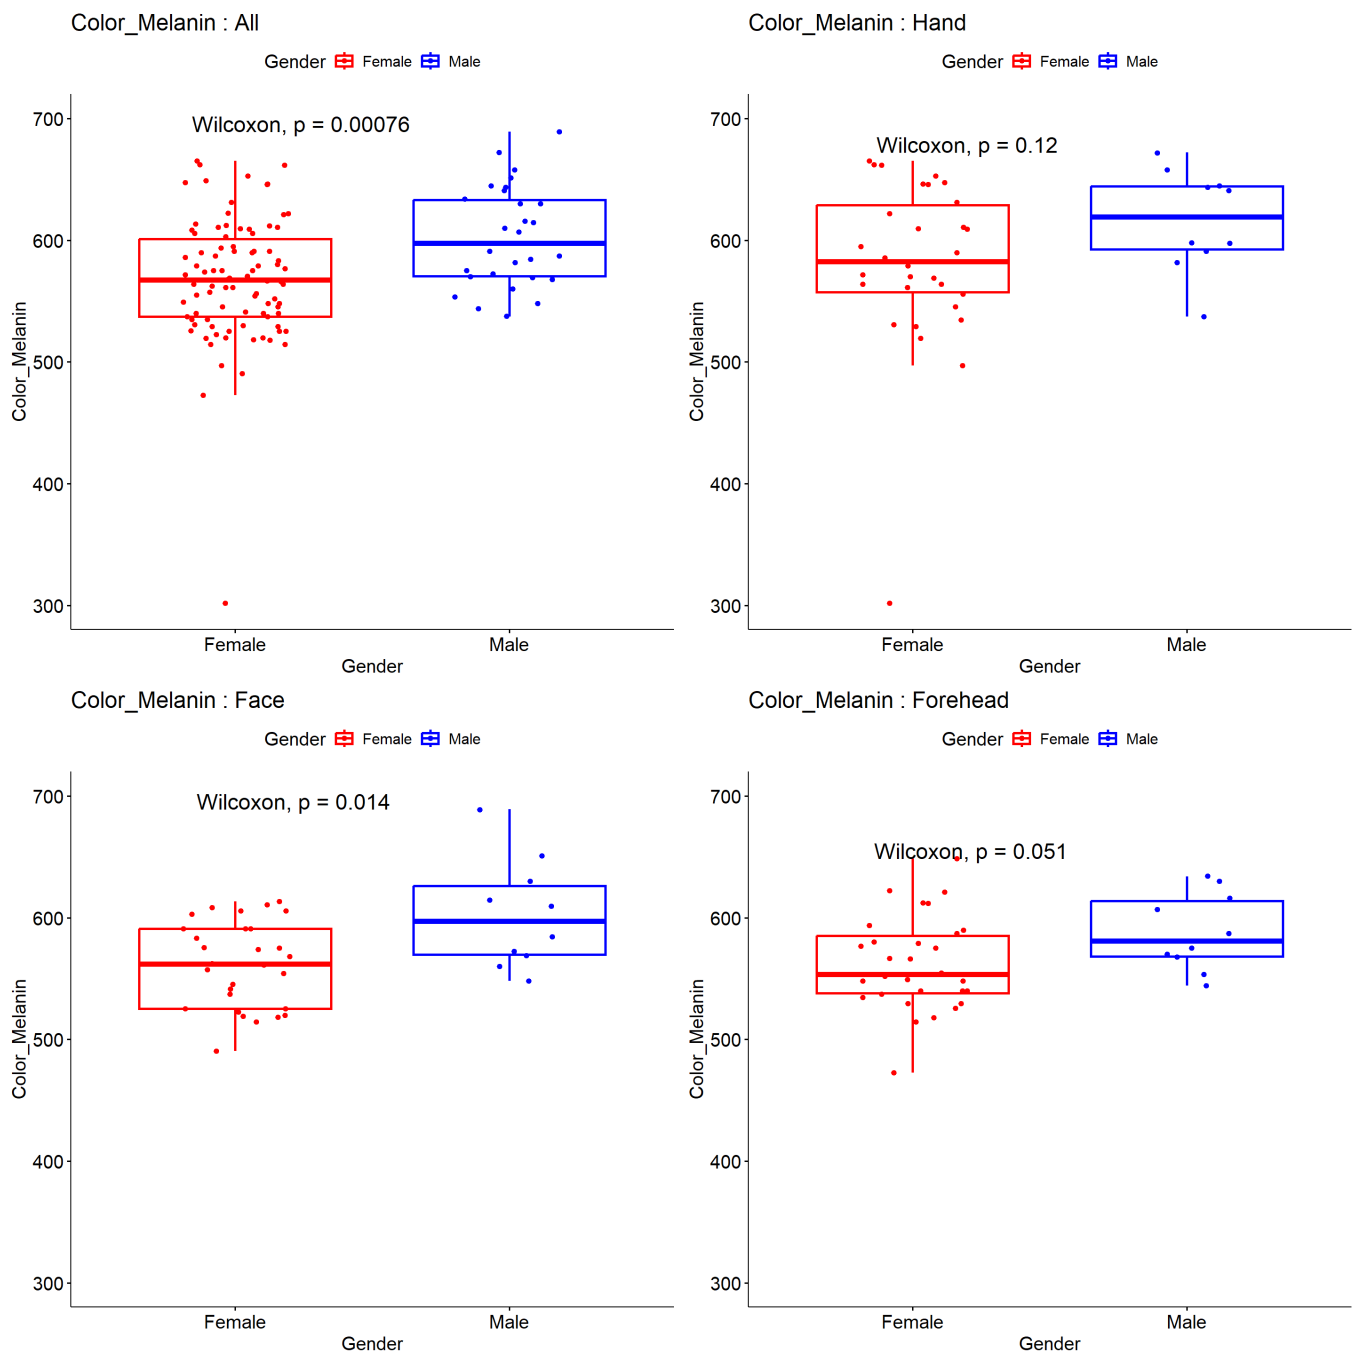 Color_Melanin : All
Gender Female Male
Wilcoxon, p = 0.00076
700
600
500
400
300
Color_Melanin
Female Male
Gender
Color_Melanin : Hand
Gender Female Male
Wilcoxon, p = 0.12
700
600
500
400
300
Color_Melanin
Female Male
Gender
Color_Melanin : Face
Gender Female Male
Wilcoxon, p = 0.014
700
600
500
400
300
Color_Melanin
Female Male
Gender
Color_Melanin : Forehead
Gender Female Male
Wilcoxon, p = 0.051
700
600
500
400
300
Color_Melanin
Female Male
Gender